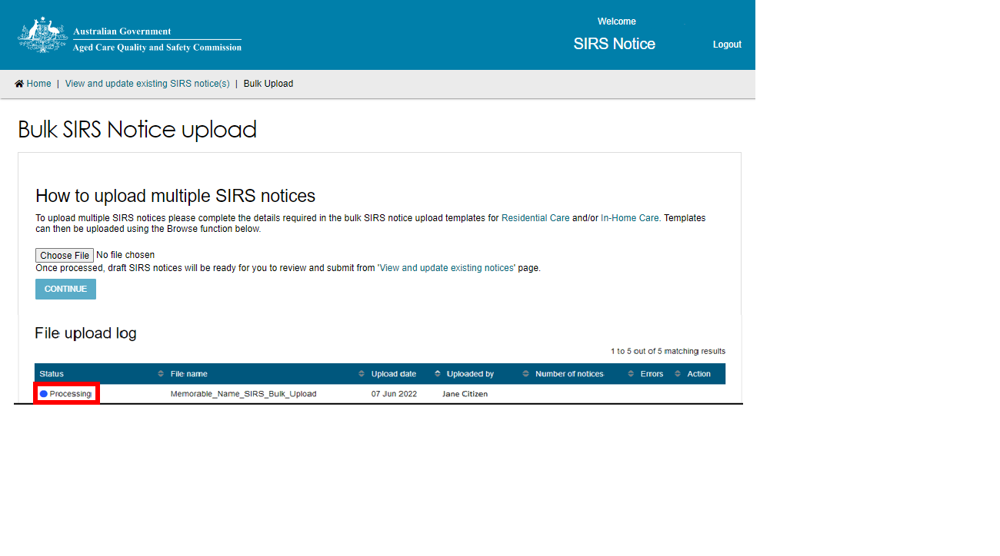 Australian Government
Aged Care Quality and Safety Commission
Welcome
SIRS Notice
Logout
Home | View and update existing SIRS notice(s) | Bulk Upload
Bulk SIRS Notice upload
How to upload multiple SIRS notices
To upload multiple SIRS notices please complete the details required in the bulk SIRS notice upload templates for Residential Care and/or In-Home Care. Templates
can then be uploaded using the Browse function below.
Choose File No file chosen
Once processed, draft SIRS notices will be ready for you to review and submit from 'View and update existing notices' page.
CONTINUE
File upload log
1 to 5 out of 5 matching results
Status File name Upload date Uploaded by Number of notices Errors Action
Processing Memorable_Name_SIRS_Bulk_Upload 07 Jun 2022 Jane Citizen